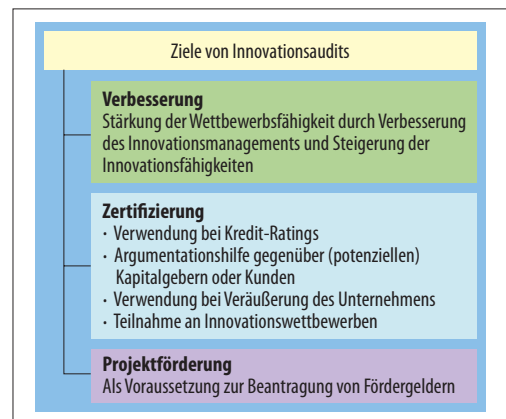 Ziele von Innovationsaudits
Verbesserung
Stärkung der Wettbewerbsfähigkeit durch Verbesserung
des Innovationsmanagements und Steigerung der
Innovationsfähigkeiten
Zertifizierung
· Verwendung bei Kredit-Ratings
· Argumentationshilfe gegenüber (potenziellen)
Kapitalgebern oder Kunden
· Verwendung bei Veräußerung des Unternehmens
· Teilnahme an Innovationswettbewerben
Projektförderung
Als Voraussetzung zur Beantragung von Fördergeldern